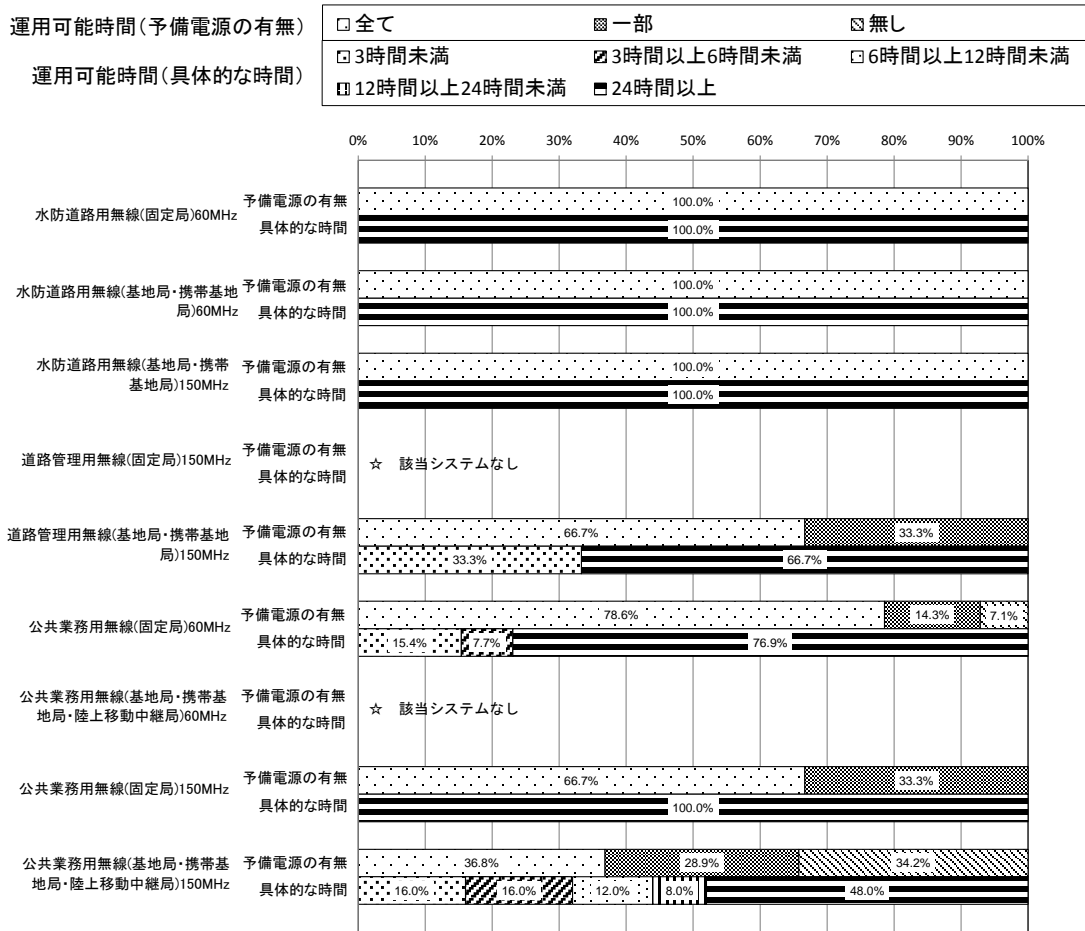 運用可能時間(予備電源の有無)
全て 一部 無し
運用可能時間(具体的な時間)
3時間未満 3時間以上6時間未満 6時間以上12時間未満
12時間以上24時間未満 24時間以上
0% 10% 20% 30% 40% 50% 60% 70% 80% 90% 100%
水防道路用無線(固定局)60MHz
予備電源の有無 100.0%
具体的な時間 100.0%
水防道路用無線(基地局・携帯基地
局)60MHz
予備電源の有無 100.0%
具体的な時間 100.0%
水防道路用無線(基地局・携帯
基地局)150MHz
予備電源の有無 100.0%
具体的な時間 100.0%
道路管理用無線(固定局)150MHz
予備電源の有無
具体的な時間
☆ 該当システムなし
道路管理用無線(基地局・携帯基地
局)150MHz
予備電源の有無 66.7% 33.3%
具体的な時間 33.3% 66.7%
公共業務用無線(固定局)60MHz
予備電源の有無 78.6% 14.3% 7.1%
具体的な時間 15.4% 7.7% 76.9%
公共業務用無線(基地局・携帯基
地局・陸上移動中継局)60MHz
予備電源の有無
具体的な時間
☆ 該当システムなし
公共業務用無線(固定局)150MHz
予備電源の有無 66.7% 33.3%
具体的な時間 100.0%
公共業務用無線(基地局・携帯基
地局・陸上移動中継局)150MHz
予備電源の有無 36.8% 28.9% 34.2%
具体的な時間 16.0% 16.0% 12.0% 8.0% 48.0%